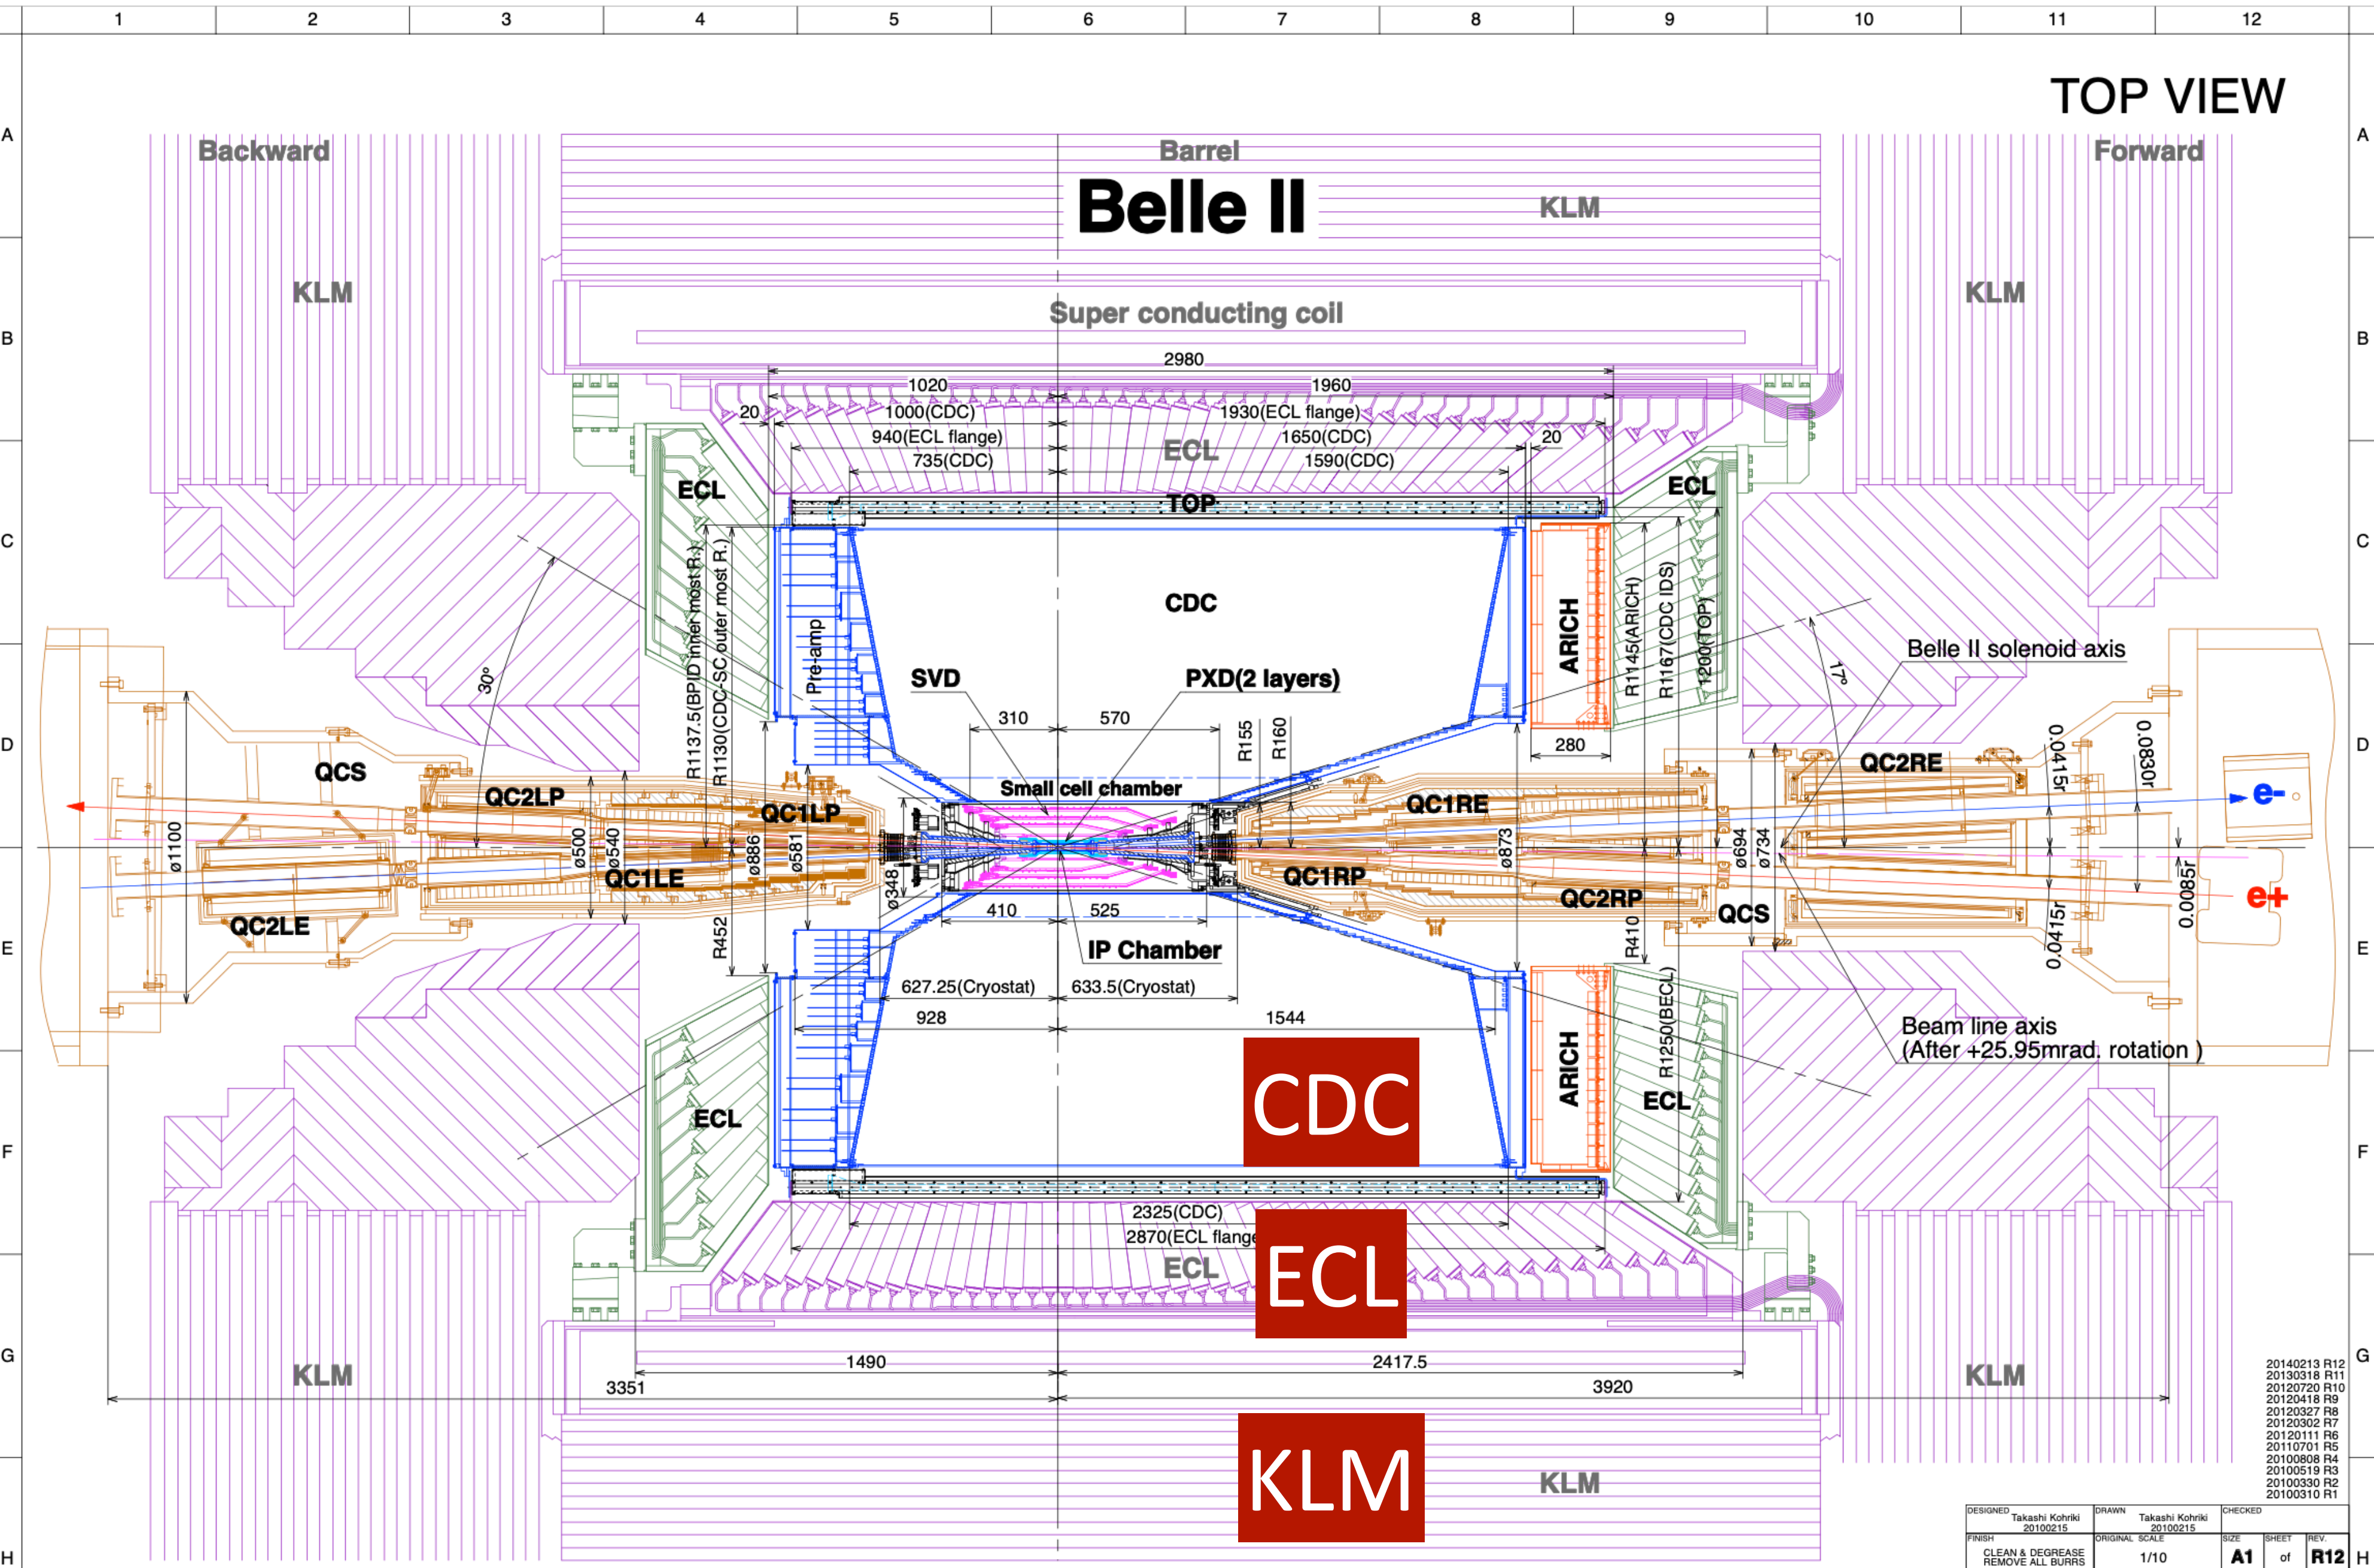 1 2 3 4 5 6 7 8 9 10 11 12
TOP VIEW
A A
Backward Barrel Forward
Belle II
KLM
KLM KLM
Super conducting coil
B B
2980
1020 1960
20 1000(CDC) 1930(ECL flange)
940(ECL flange) ECL 1650(CDC) 20
735(CDC) 1590(CDC)
ECL TOP ECL
C C
R1137.5(BPID inner most R.)
R1130(CDC-SC outer most R.)
Pre-amp
CDC
ARICH
R1145(ARICH)
R1167(CDC IDS)
1200(TOP)
Belle II solenoid axis
30°
17°
SVD PXD(2 layers)
310 570
R155
R160
280
D D
0.0415r
0.0830r
QCS QC2LP QC1LP
Small cell chamber
QC1RE QC2RE
e-
ø1100
ø500
ø540
ø886
ø581
ø348
ø873
ø694
ø734
QC1LE QC1RP QC2RP QCS
QC2LE
e+
0.0085r
0.0415r
R452
R410
410 525
E E
IP Chamber
627.25(Cryostat) 633.5(Cryostat)
928 1544
R1250(BECL)
Beam line axis
(After +25.95mrad. rotation )
ARICH
CDC
ECL ECL
F F
2325(CDC)
2870(ECL flange
ECL
ECL
G G
1490 2417.5
3351 3920
KLM KLM
KLM
KLM
20140213 R12
20130318 R11
20120720 R10
20120418 R9
20120327 R8
20120302 R7
20120111 R6
20110701 R5
20100808 R4
20100519 R3
20100330 R2
20100310 R1
DESIGNED Takashi Kohriki 20100215
DRAWN Takashi Kohriki 20100215
CHECKED
FINISH CLEAN & DEGREASE
REMOVE ALL BURRS
ORIGINAL SCALE 1/10
SIZE A1
SHEET of
REV. R12
H H